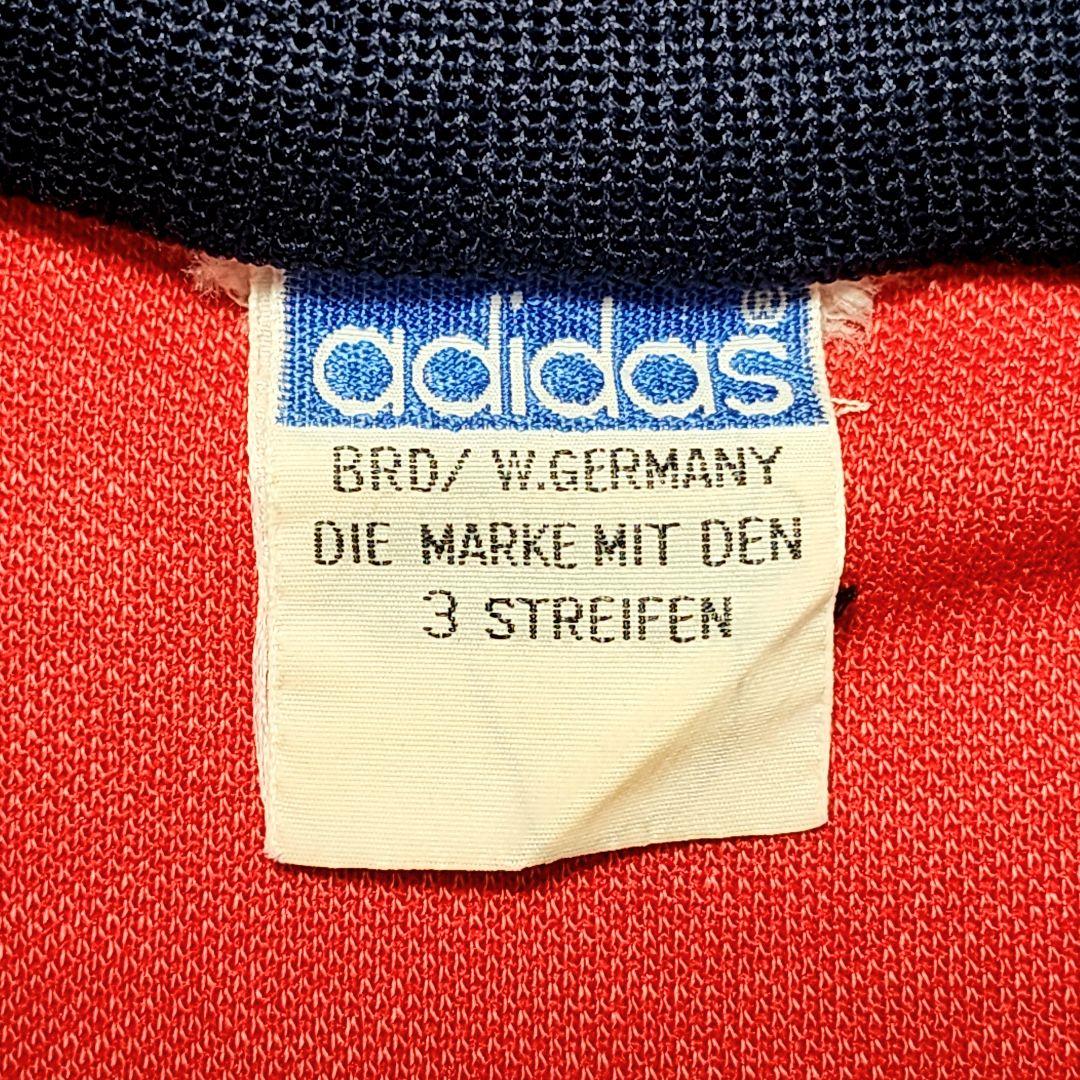 adidas®
BRD/ W.GERMANY
DIE MARKE MIT DEN
3 STREIFEN